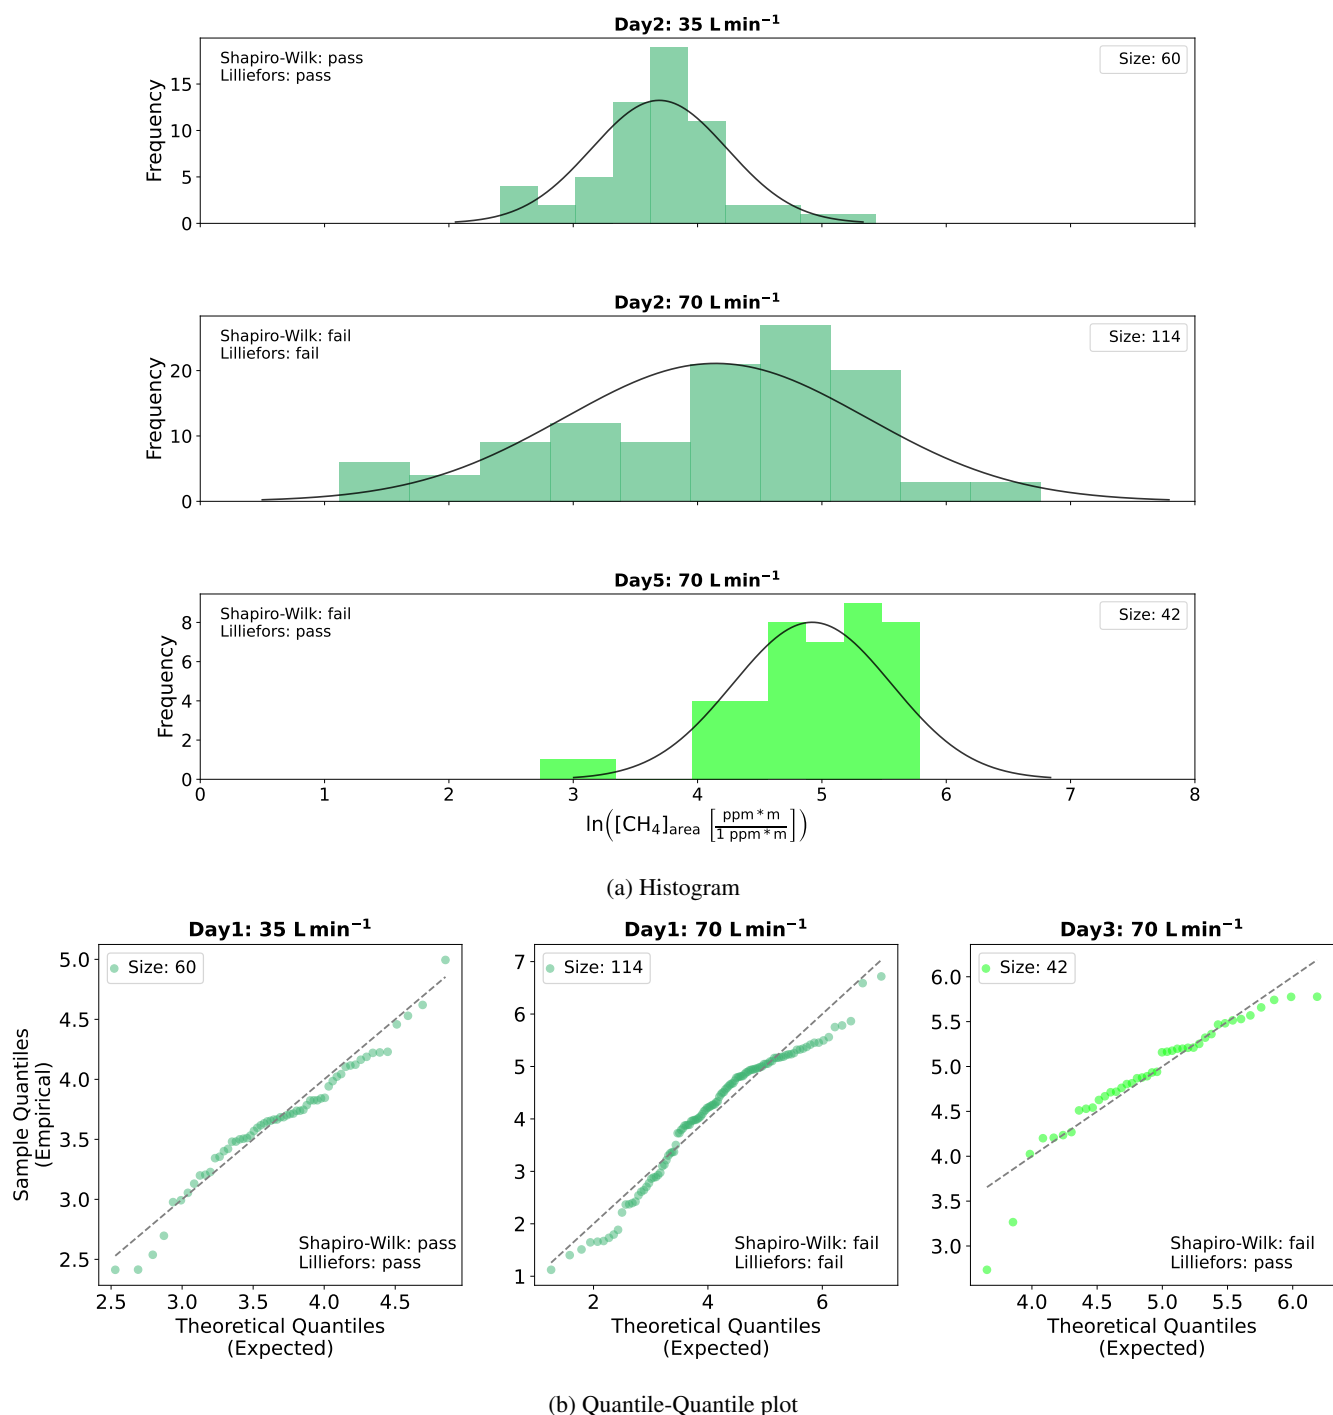 Day2: 35 L min⁻¹
Shapiro-Wilk: pass
Lilliefors: pass
Size: 60
Frequency
15
10
5
0
Day2: 70 L min⁻¹
Shapiro-Wilk: fail
Lilliefors: fail
Size: 114
Frequency
20
10
0
Day5: 70 L min⁻¹
Shapiro-Wilk: fail
Lilliefors: pass
Size: 42
Frequency
8
6
4
2
0
0 1 2 3 4 5 6 7 8
ln([CH₄]area [ppm * m / 1 ppm * m])
(a) Histogram
Day1: 35 L min⁻¹
Size: 60
5.0
4.5
4.0
3.5
3.0
2.5
Sample Quantiles
(Empirical)
Shapiro-Wilk: pass
Lilliefors: pass
2.5 3.0 3.5 4.0 4.5
Theoretical Quantiles
(Expected)
Day1: 70 L min⁻¹
Size: 114
7
6
5
4
3
2
1
Shapiro-Wilk: fail
Lilliefors: fail
2 4 6
Theoretical Quantiles
(Expected)
Day3: 70 L min⁻¹
Size: 42
6.0
5.5
5.0
4.5
4.0
3.5
3.0
Shapiro-Wilk: fail
Lilliefors: pass
4.0 4.5 5.0 5.5 6.0
Theoretical Quantiles
(Expected)
(b) Quantile-Quantile plot